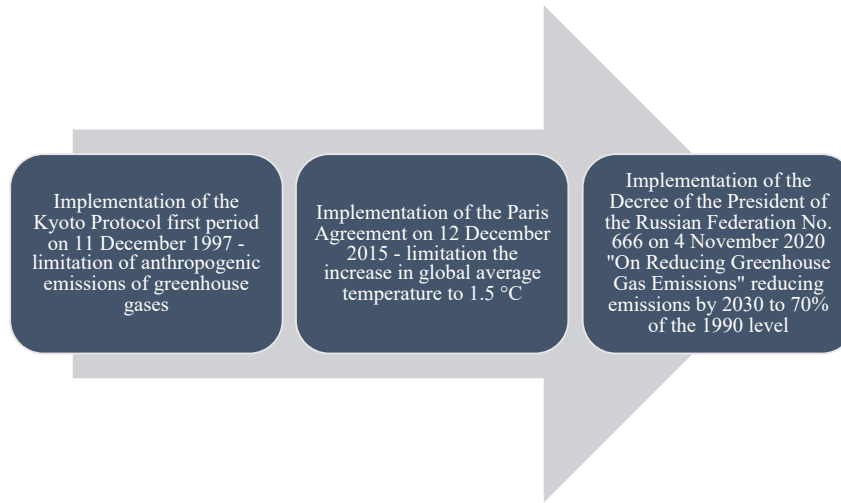 Implementation of the
Kyoto Protocol first period
on 11 December 1997 -
limitation of anthropogenic
emissions of greenhouse
gases
Implementation of the Paris
Agreement on 12 December
2015 - limitation the
increase in global average
temperature to 1.5 °C
Implementation of the
Decree of the President of
the Russian Federation No.
666 on 4 November 2020
"On Reducing Greenhouse
Gas Emissions" reducing
emissions by 2030 to 70%
of the 1990 level